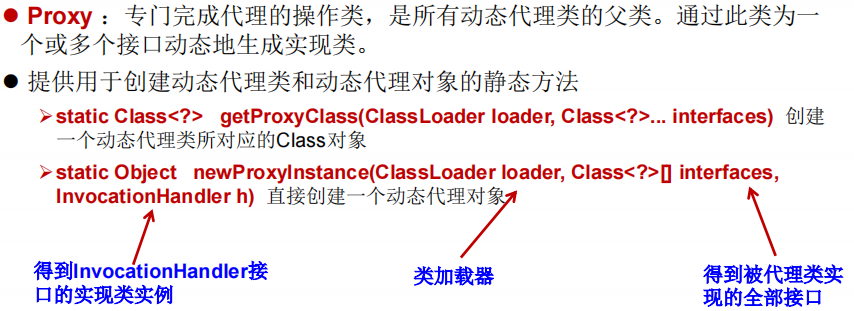 ● Proxy ：专门完成代理的操作类，是所有动态代理类的父类。通过此类为一
个或多个接口动态地生成实现类。
● 提供用于创建动态代理类和动态代理对象的静态方法
➢static Class<?> getProxyClass(ClassLoader loader, Class<?>... interfaces) 创建
一个动态代理类所对应的Class对象
➢static Object newProxyInstance(ClassLoader loader, Class<?>[] interfaces,
InvocationHandler h) 直接创建一个动态代理对象
得到InvocationHandler接
口的实现类实例
类加载器
得到被代理类实
现的全部接口